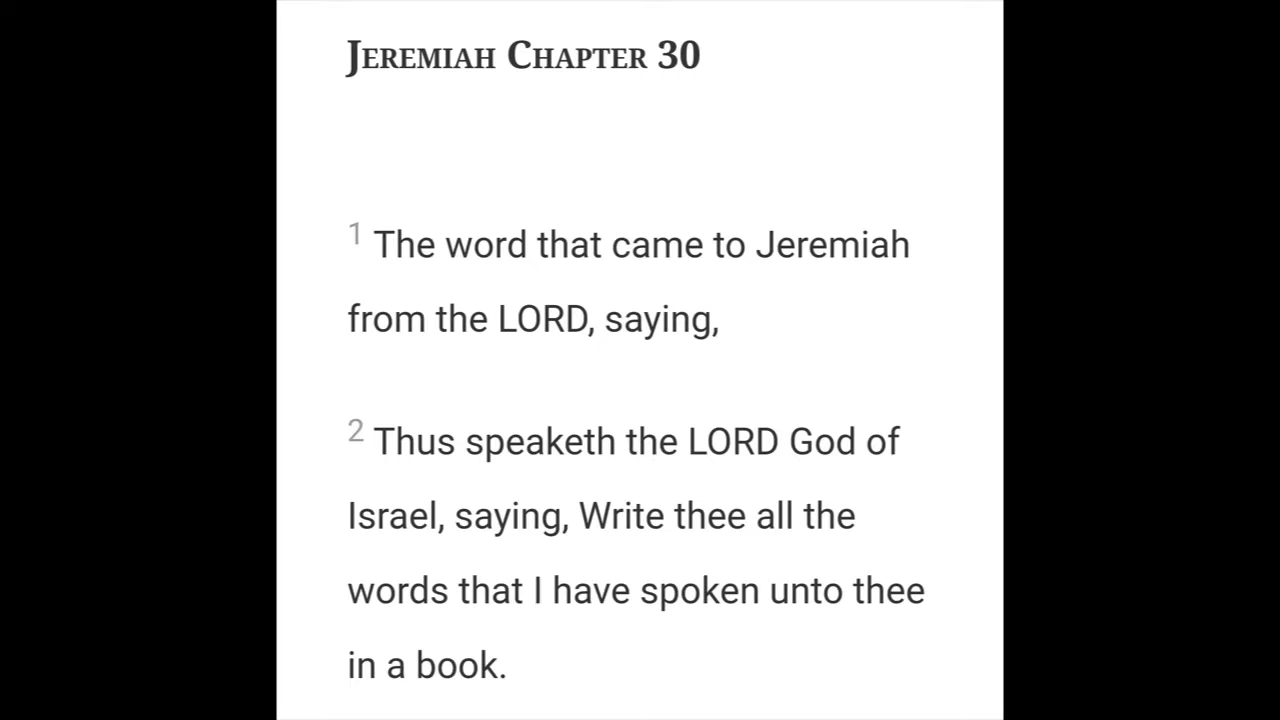 Jeremiah Chapter 30
1 The word that came to Jeremiah
from the LORD, saying,
2 Thus speaketh the LORD God of
Israel, saying, Write thee all the
words that I have spoken unto thee
in a book.